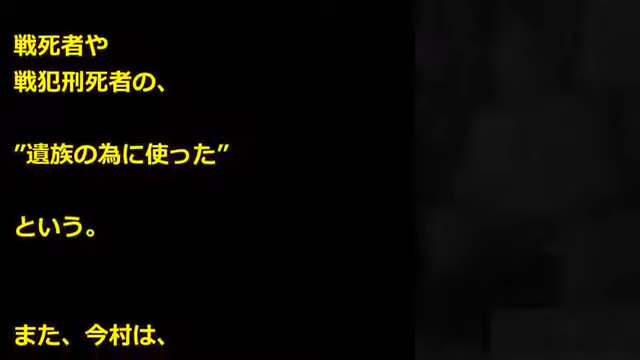 戦死者や
戦犯刑死者の、
”遺族の為に使った”
という。
また、今村は、